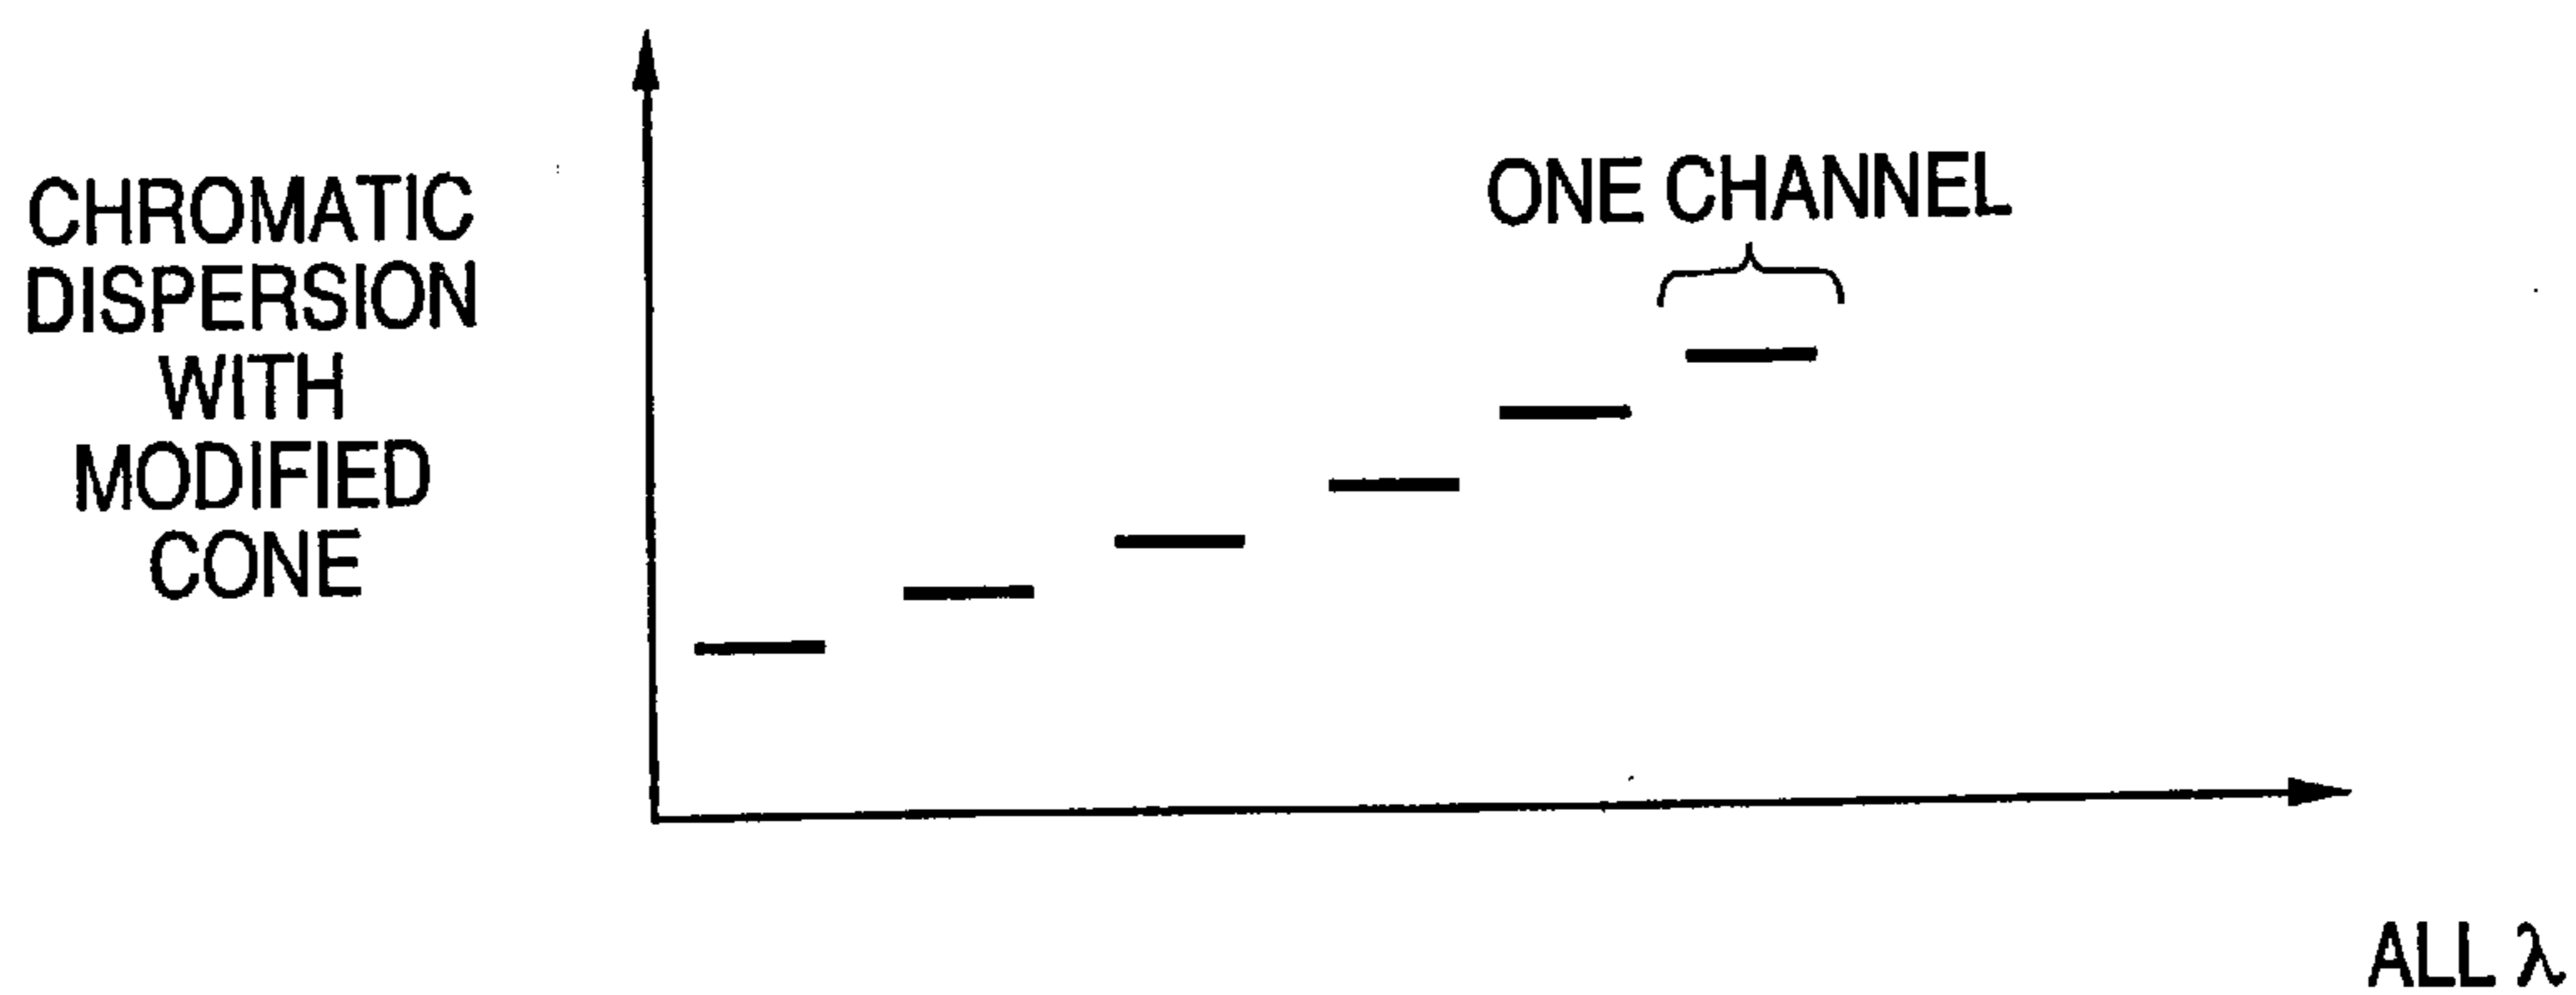 CHROMATIC
DISPERSION
WITH
MODIFIED
CONE
ONE CHANNEL
ALL λ